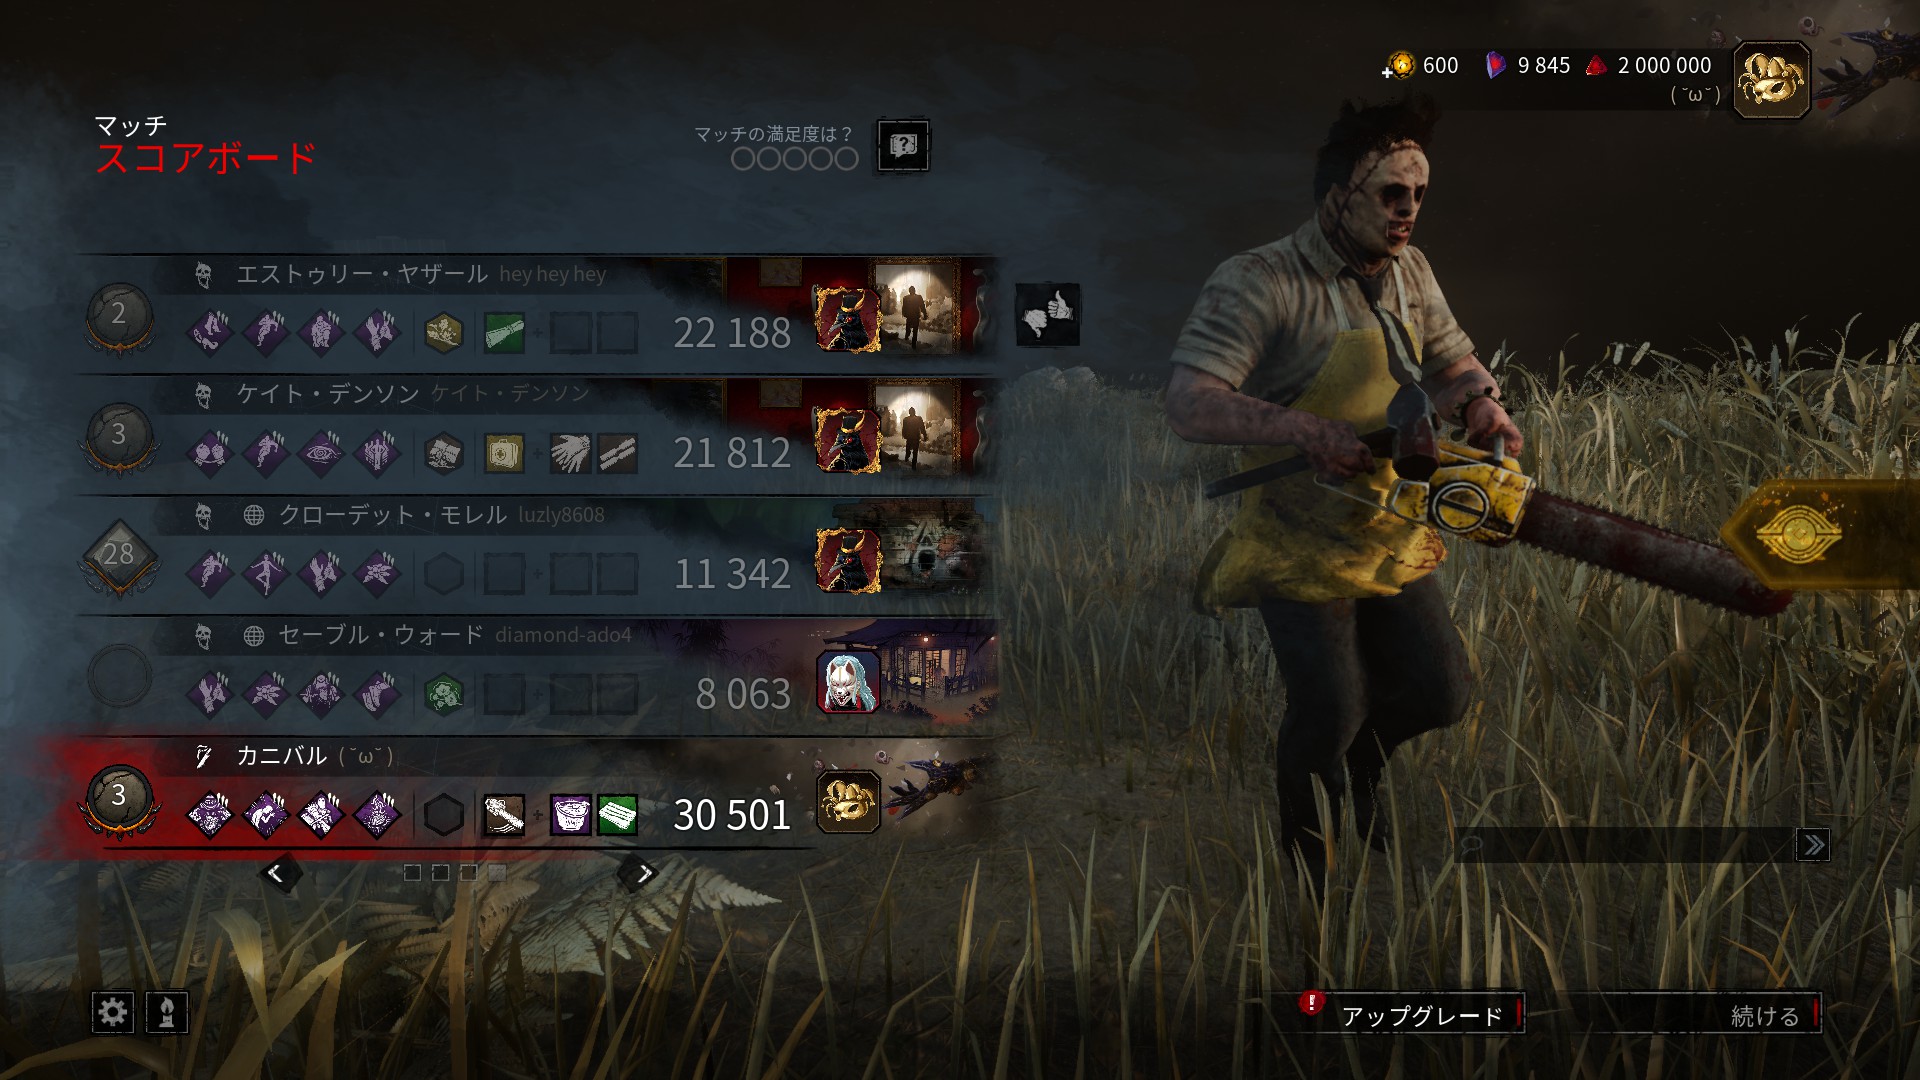 600 9 845 2 000 000
( ˘ω˘ )
マッチ
スコアボード
マッチの満足度は？
2 エストゥリー・ヤザール hey hey hey
22 188
3 ケイト・デンソン ケイト・デンソン
21 812
28 クローデット・モレル luzly8608
11 342
セーブル・ウォード diamond-ado4
8 063
3 カニバル ( ˘ω˘ )
30 501
アップグレード
続ける